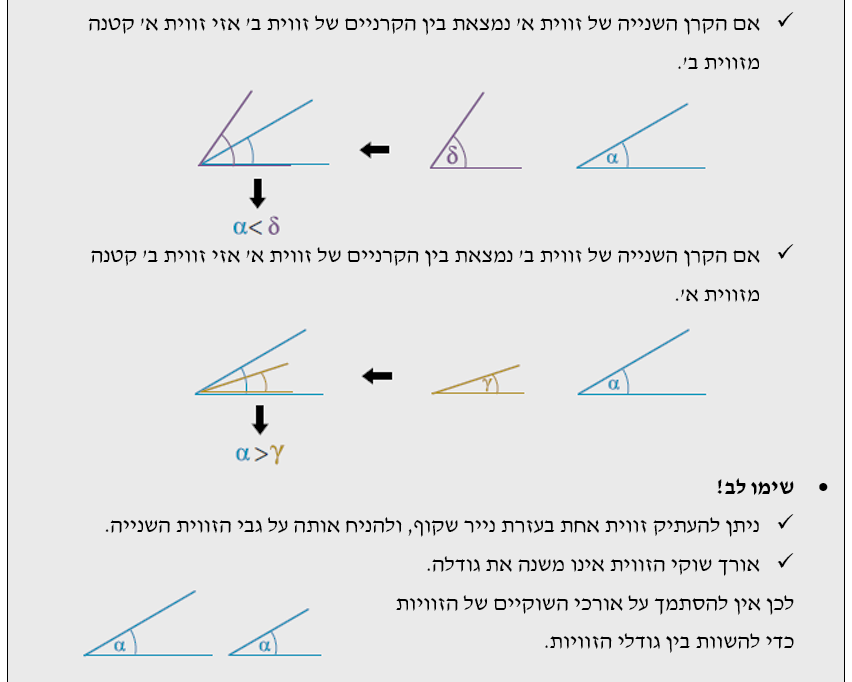 ✓ אם הקרן השנייה של זווית א׳ נמצאת בין הקרניים של זווית ב׳ אזי זווית א׳ קטנה
מזווית ב׳.
δ α
α< δ
✓ אם הקרן השנייה של זווית ב׳ נמצאת בין הקרניים של זווית א׳ אזי זווית ב׳ קטנה
מזווית א׳.
γ α
α >γ
• שימו לב!
✓ ניתן להעתיק זווית אחת בעזרת נייר שקוף, ולהניח אותה על גבי הזווית השנייה.
✓ אורך שוקי הזווית אינו משנה את גודלה.
לכן אין להסתמך על אורכי השוקיים של הזוויות
כדי להשוות בין גודלי הזוויות.
α α